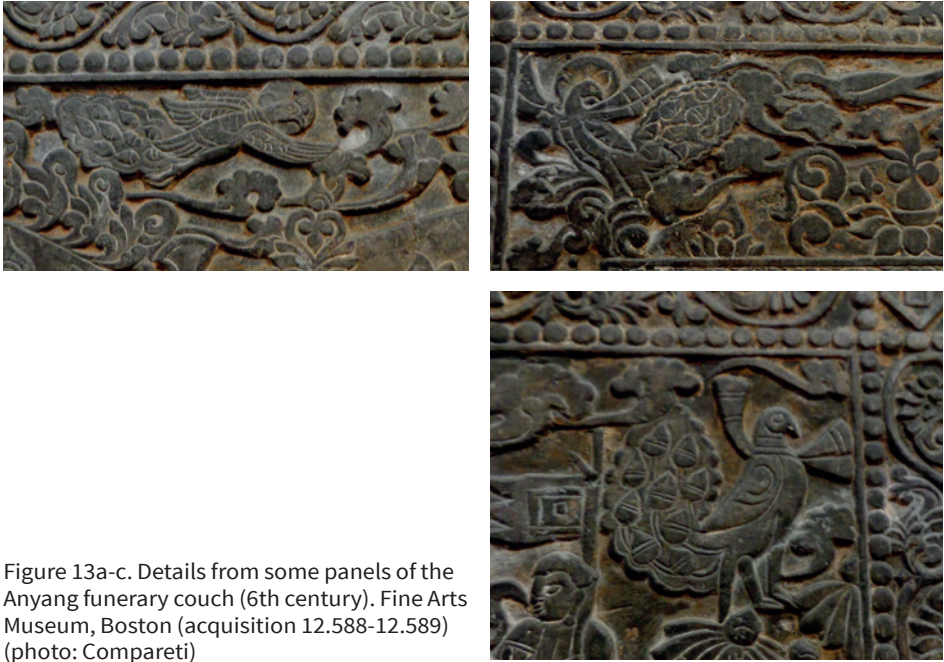 Figure 13a-c. Details from some panels of the
Anyang funerary couch (6th century). Fine Arts
Museum, Boston (acquisition 12.588-12.589)
(photo: Compareti)